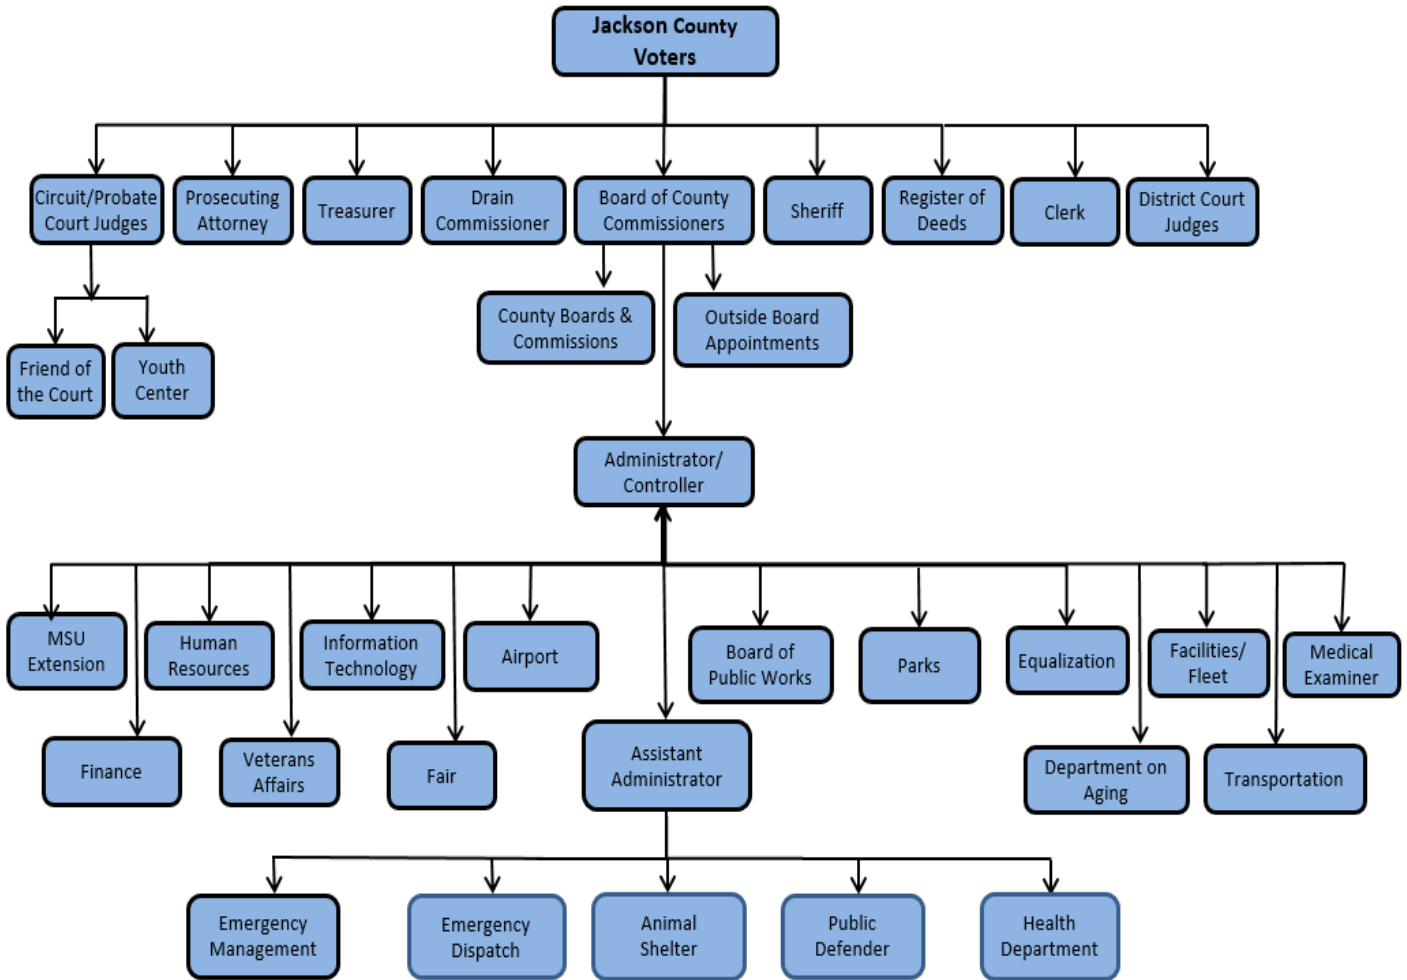 Jackson County
Voters
Circuit/Probate
Court Judges
Prosecuting
Attorney
Treasurer
Drain
Commissioner
Board of County
Commissioners
Sheriff
Register of
Deeds
Clerk
District Court
Judges
County Boards &
Commissions
Outside Board
Appointments
Friend of
the Court
Youth
Center
Administrator/
Controller
MSU
Extension
Human
Resources
Information
Technology
Airport
Board of
Public Works
Parks
Equalization
Facilities/
Fleet
Medical
Examiner
Finance
Veterans
Affairs
Fair
Assistant
Administrator
Department on
Aging
Transportation
Emergency
Management
Emergency
Dispatch
Animal
Shelter
Public
Defender
Health
Department